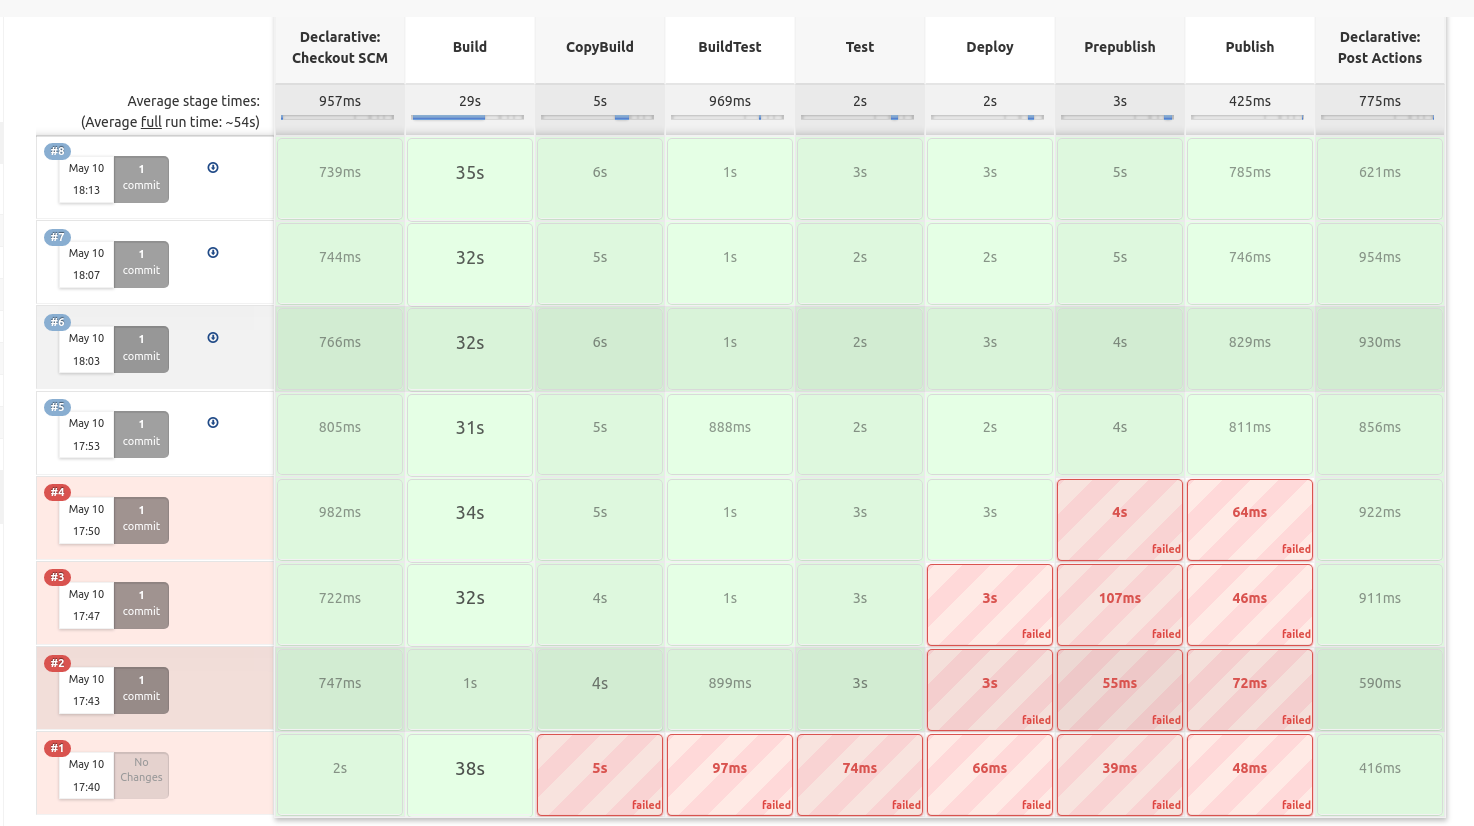 Declarative: Checkout SCM
Build
CopyBuild
BuildTest
Test
Deploy
Prepublish
Publish
Declarative: Post Actions
Average stage times:
(Average full run time: ~54s)
957ms
29s
5s
969ms
2s
2s
3s
425ms
775ms
#8
May 10
18:13
1
commit
739ms
35s
6s
1s
3s
3s
5s
785ms
621ms
#7
May 10
18:07
1
commit
744ms
32s
5s
1s
2s
2s
5s
746ms
954ms
#6
May 10
18:03
1
commit
766ms
32s
6s
1s
2s
3s
4s
829ms
930ms
#5
May 10
17:53
1
commit
805ms
31s
5s
888ms
2s
2s
4s
811ms
856ms
#4
May 10
17:50
1
commit
982ms
34s
5s
1s
3s
3s
4s
failed
64ms
failed
922ms
#3
May 10
17:47
1
commit
722ms
32s
4s
1s
3s
3s
failed
107ms
failed
46ms
failed
911ms
#2
May 10
17:43
1
commit
747ms
1s
4s
899ms
3s
3s
failed
55ms
failed
72ms
failed
590ms
#1
May 10
17:40
No
Changes
2s
38s
5s
failed
97ms
failed
74ms
failed
66ms
failed
39ms
failed
48ms
failed
416ms